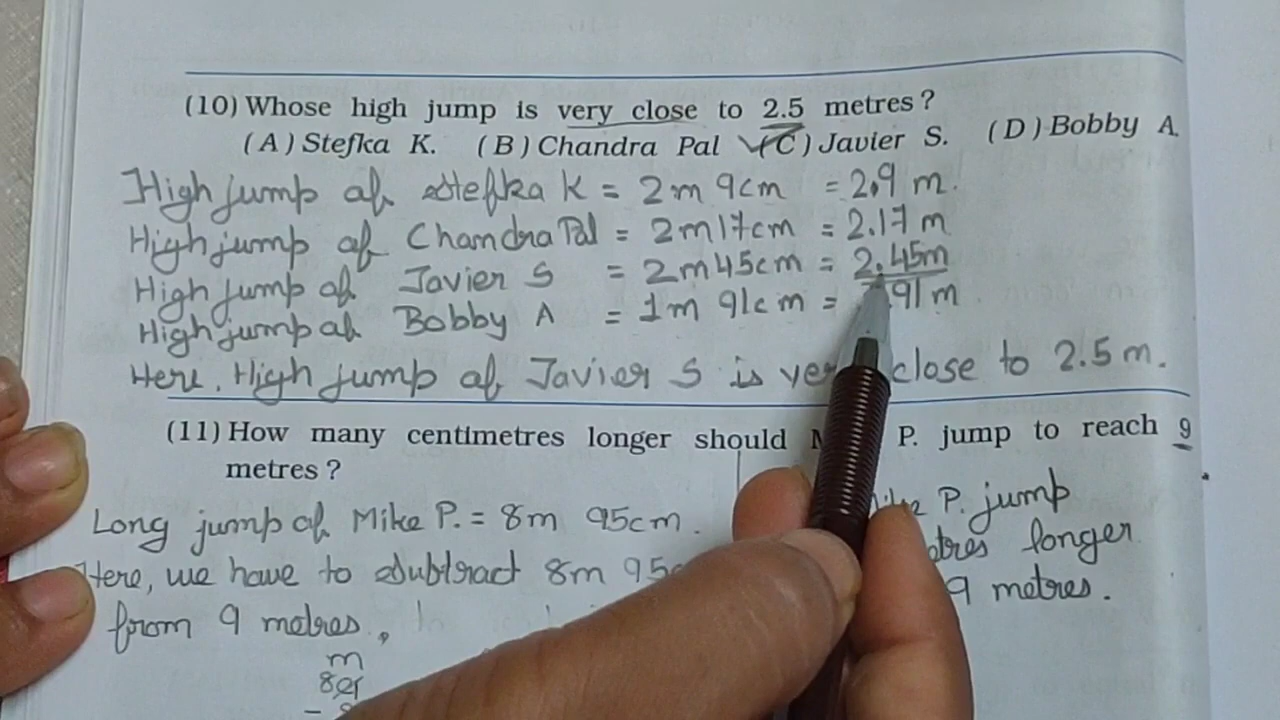 (10) Whose high jump is very close to 2.5 metres?
(A) Stefka K. (B) Chandra Pal (C) Javier S. (D) Bobby A.
High jump of Stefka K = 2m 9cm = 2.9 m.
High jump of Chandra Pal = 2m17cm = 2.17 m
High jump of Javier S = 2m45cm = 2.45m
High jump of Bobby A = 1m 91cm = .91m
Here, High jump of Javier S is close to 2.5 m.
(11) How many centimetres longer should P. jump to reach 9
metres?
Long jump of Mike P. = 8m 95cm.
P. jump
Here, we have to subtract 8m 95
longer
from 9 metres,
9 metres.
m